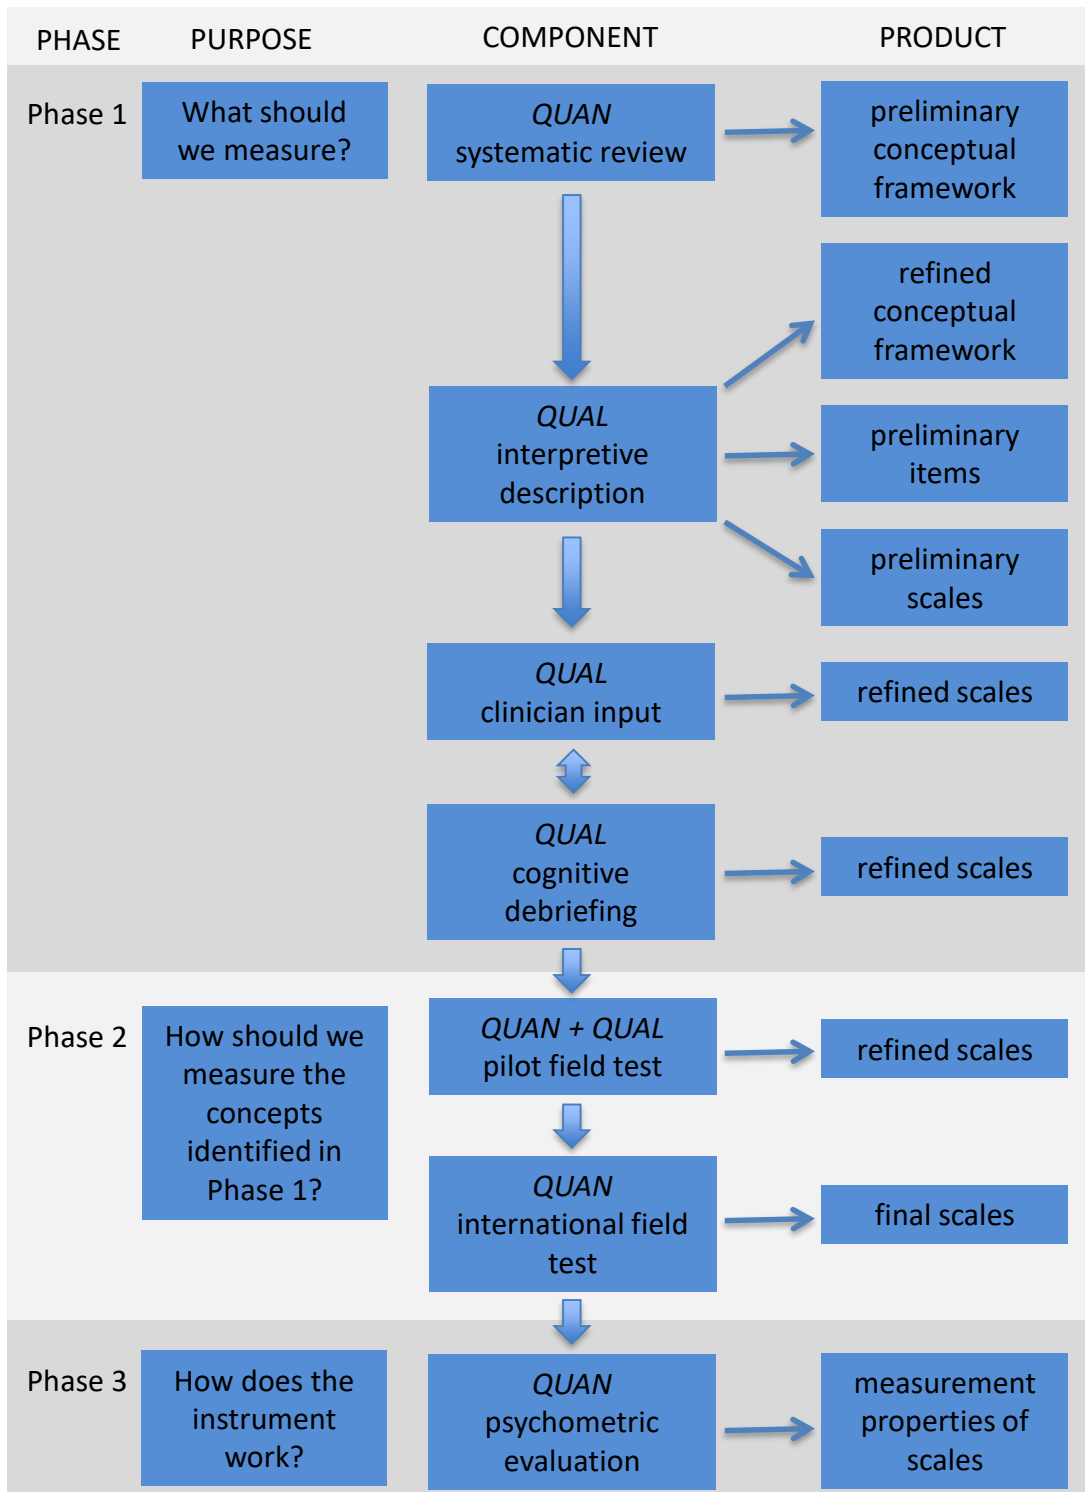 PHASE PURPOSE COMPONENT PRODUCT
Phase 1
What should
we measure?
QUAN
systematic review
preliminary
conceptual
framework
refined
conceptual
framework
QUAL
interpretive
description
preliminary
items
preliminary
scales
QUAL
clinician input
refined scales
QUAL
cognitive
debriefing
refined scales
Phase 2
How should we
measure the
concepts
identified in
Phase 1?
QUAN + QUAL
pilot field test
refined scales
QUAN
international field
test
final scales
Phase 3
How does the
instrument
work?
QUAN
psychometric
evaluation
measurement
properties of
scales